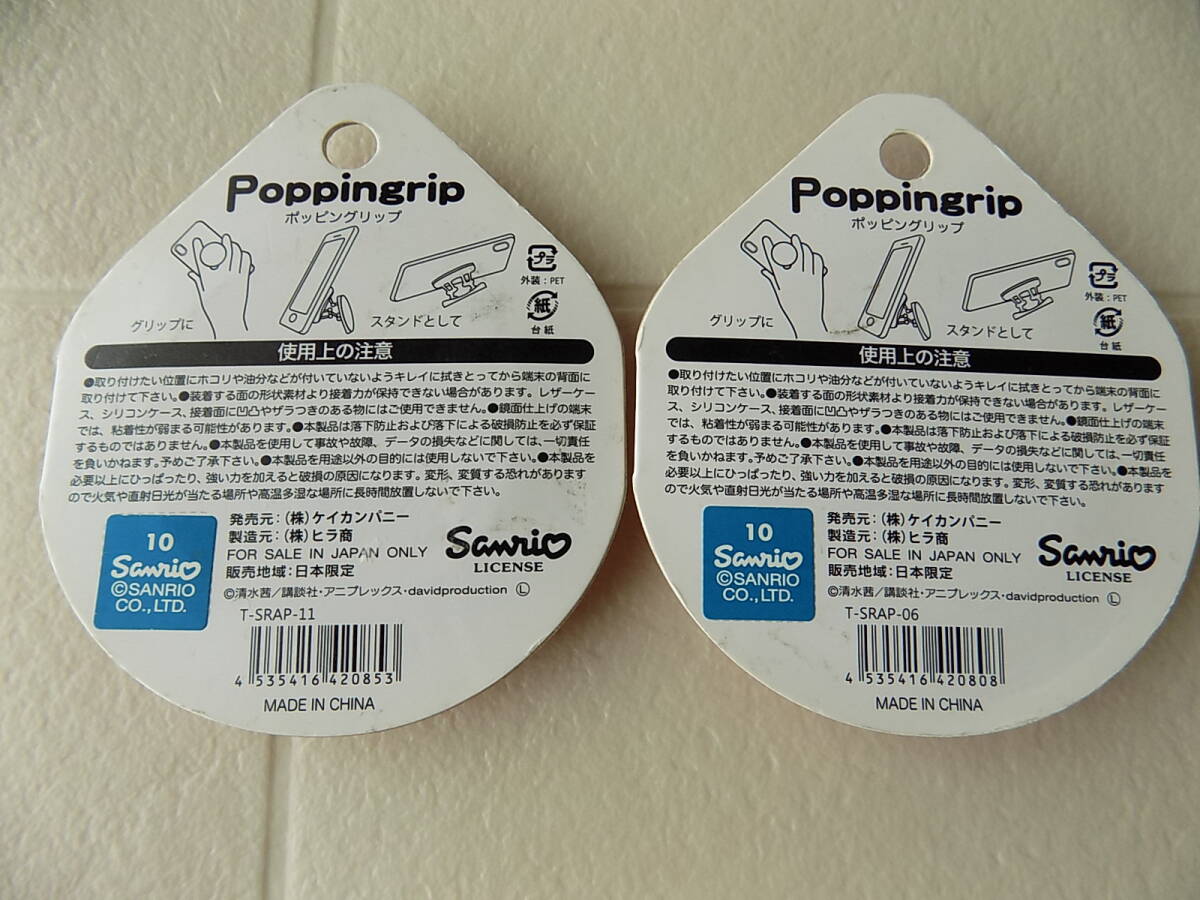 Poppingrip
ポッピングリップ
グリップに
スタンドとして
プラ
外装：PET
紙
台紙
使用上の注意
●取り付けたい位置にホコリや油分などが付いていないようキレイに拭きとってから端末の背面に
取り付けて下さい。●装着する面の形状素材より接着力が保持できない場合があります。レザーケー
ス、シリコンケース、接着面に凹凸やザラつきのある物にはご使用できません。●鏡面仕上げの端末
では、粘着性が弱まる可能性があります。●本製品は落下防止および落下による破損防止を必ず保証
するものではありません。●本製品を使用して事故や故障、データの損失などに関しては、一切責任
を負いかねます。予めご了承下さい。●本製品を用途以外の目的には使用しないで下さい。●本製品を
必要以上にひっぱったり、強い力を加えると破損の原因になります。変形、変質する恐れがあります
ので火気や直射日光が当たる場所や高温多湿な場所に長時間放置しないで下さい。
10
Sanrio
©SANRIO
CO., LTD.
発売元：（株）ケイカンパニー
製造元：（株）ヒラ商
FOR SALE IN JAPAN ONLY
販売地域：日本限定
Sanrio
LICENSE
©清水茜／講談社・アニプレックス・davidproduction Ⓛ
T-SRAP-11
4 535416 420853
MADE IN CHINA
Poppingrip
ポッピングリップ
グリップに
スタンドとして
プラ
外装：PET
紙
台紙
使用上の注意
●取り付けたい位置にホコリや油分などが付いていないようキレイに拭きとってから端末の背面に
取り付けて下さい。●装着する面の形状素材より接着力が保持できない場合があります。レザーケー
ス、シリコンケース、接着面に凹凸やザラつきのある物にはご使用できません。●鏡面仕上げの端末
では、粘着性が弱まる可能性があります。●本製品は落下防止および落下による破損防止を必ず保証
するものではありません。●本製品を使用して事故や故障、データの損失などに関しては、一切責任
を負いかねます。予めご了承下さい。●本製品を用途以外の目的には使用しないで下さい。●本製品を
必要以上にひっぱったり、強い力を加えると破損の原因になります。変形、変質する恐れがあります
ので火気や直射日光が当たる場所や高温多湿な場所に長時間放置しないで下さい。
10
Sanrio
©SANRIO
CO., LTD.
発売元：（株）ケイカンパニー
製造元：（株）ヒラ商
FOR SALE IN JAPAN ONLY
販売地域：日本限定
Sanrio
LICENSE
©清水茜／講談社・アニプレックス・davidproduction Ⓛ
T-SRAP-06
4 535416 420808
MADE IN CHINA